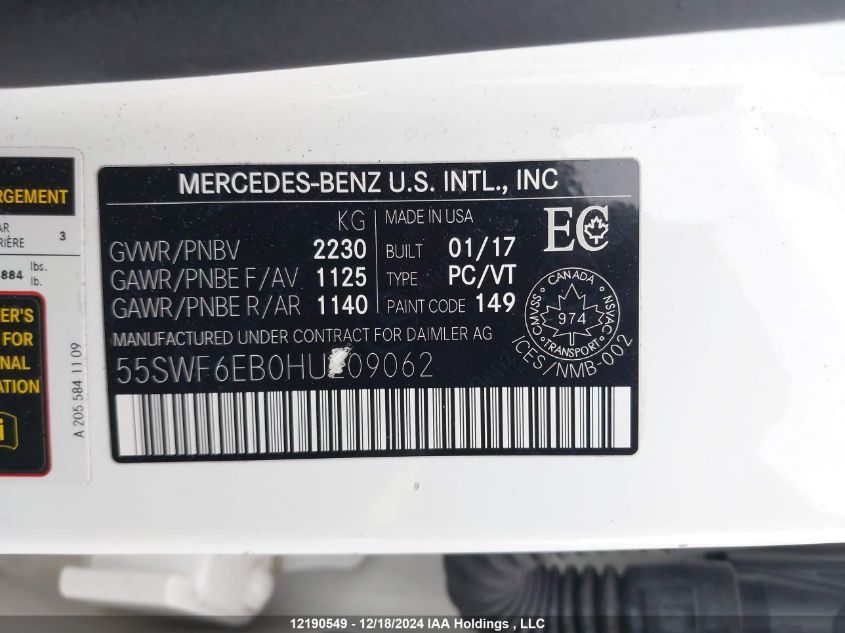 RGEMENT
AR
RIÈRE 3
884 lbs.
lb.
ER'S
FOR
NAL
ATION
A 205 584 11 09
MERCEDES-BENZ U.S. INTL., INC
KG MADE IN USA
GVWR/PNBV 2230 BUILT 01/17 EC
GAWR/PNBE F/AV 1125 TYPE PC/VT
GAWR/PNBE R/AR 1140 PAINT CODE 149
CANADA
CMVSS 974 NSVAC
TRANSPORT
ICES/NMB-002
MANUFACTURED UNDER CONTRACT FOR DAIMLER AG
12190549 - 12/18/2024 IAA Holdings , LLC